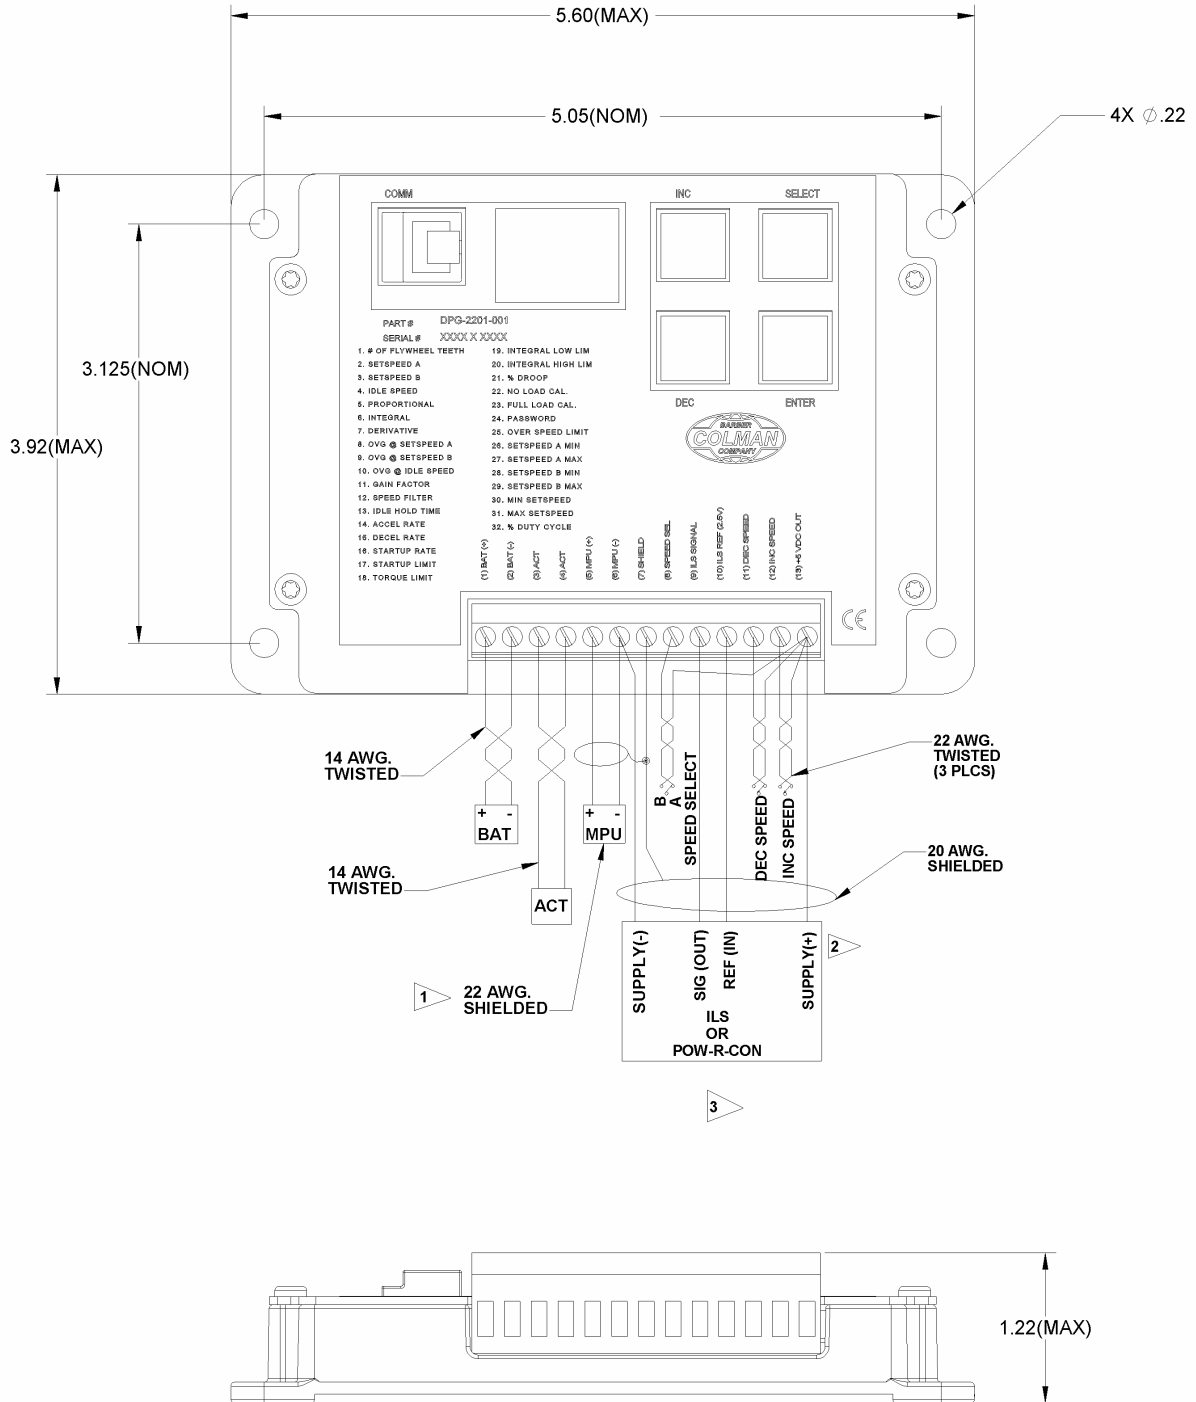 5.60(MAX)
5.05(NOM)
4X ∅.22
COMM
INC
SELECT
3.125(NOM)
3.92(MAX)
PART # DPG-2201-001
SERIAL # XXXX X XXXX
1. # OF FLYWHEEL TEETH
2. SETSPEED A
3. SETSPEED B
4. IDLE SPEED
5. PROPORTIONAL
6. INTEGRAL
7. DERIVATIVE
8. OVG @ SETSPEED A
9. OVG @ SETSPEED B
10. OVG @ IDLE SPEED
11. GAIN FACTOR
12. SPEED FILTER
13. IDLE HOLD TIME
14. ACCEL RATE
15. DECEL RATE
16. STARTUP RATE
17. STARTUP LIMIT
18. TORQUE LIMIT
19. INTEGRAL LOW LIM
20. INTEGRAL HIGH LIM
21. % DROOP
22. NO LOAD CAL.
23. FULL LOAD CAL.
24. PASSWORD
25. OVER SPEED LIMIT
26. SETSPEED A MIN
27. SETSPEED A MAX
28. SETSPEED B MIN
29. SETSPEED B MAX
30. MIN SETSPEED
31. MAX SETSPEED
32. % DUTY CYCLE
DEC
ENTER
BARBER
COLMAN
COMPANY
(1) BAT (+)
(2) BAT (-)
(3) ACT
(4) ACT
(5) MPU (+)
(6) MPU (-)
(7) SHIELD
(8) SPEED SEL
(9) ILS SIGNAL
(10) ILS REF (2.5V)
(11) DEC SPEED
(12) INC SPEED
(13) +5 VDC OUT
CE
14 AWG.
TWISTED
+ -
BAT
14 AWG.
TWISTED
ACT
+ -
MPU
1
22 AWG.
SHIELDED
B
A
SPEED SELECT
DEC SPEED
INC SPEED
22 AWG.
TWISTED
(3 PLCS)
20 AWG.
SHIELDED
SUPPLY(-)
SIG (OUT)
REF (IN)
SUPPLY(+)
2
ILS
OR
POW-R-CON
3
1.22(MAX)